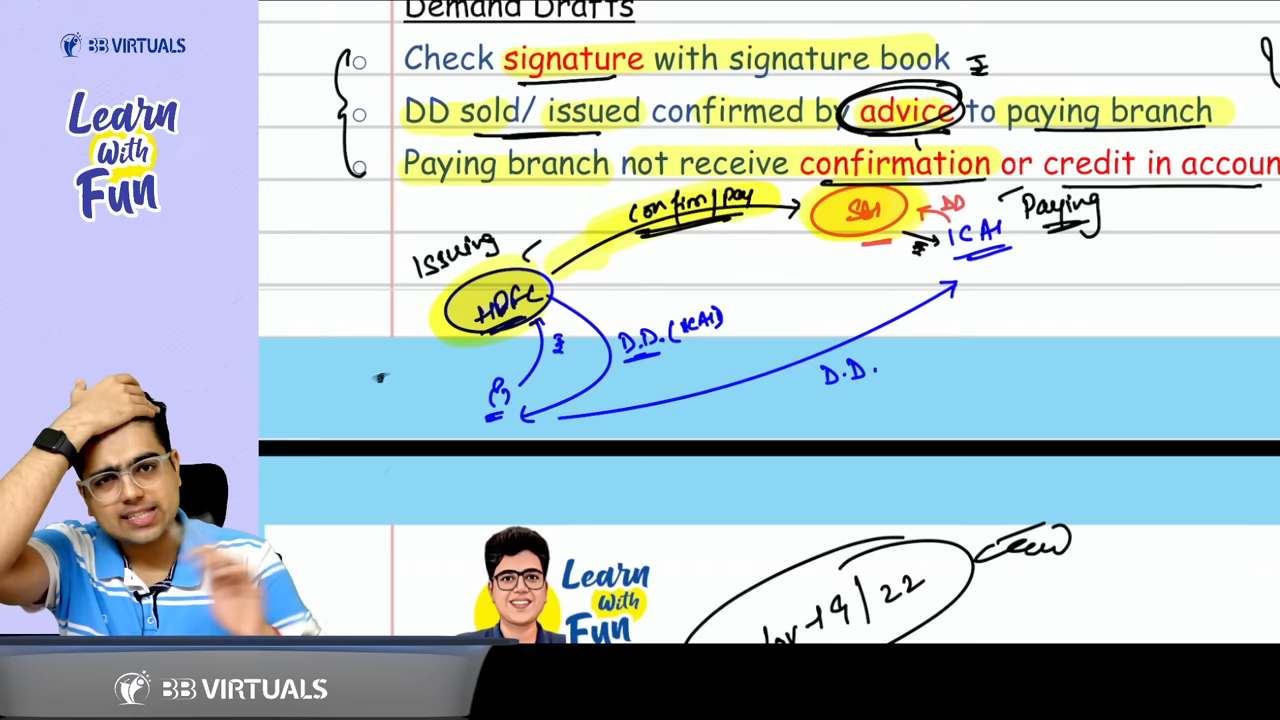 Demand Drafts
BB VIRTUALS
Learn
With
Fun
Check signature with signature book
DD sold/ issued confirmed by advice to paying branch
Paying branch not receive confirmation or credit in accoun
Confirm/pay
SBI
DD
Paying
ICAI
Issuing
HDFC
D.D. (ICAI)
D.D.
Learn
With
Fun
19/22
BB VIRTUALS